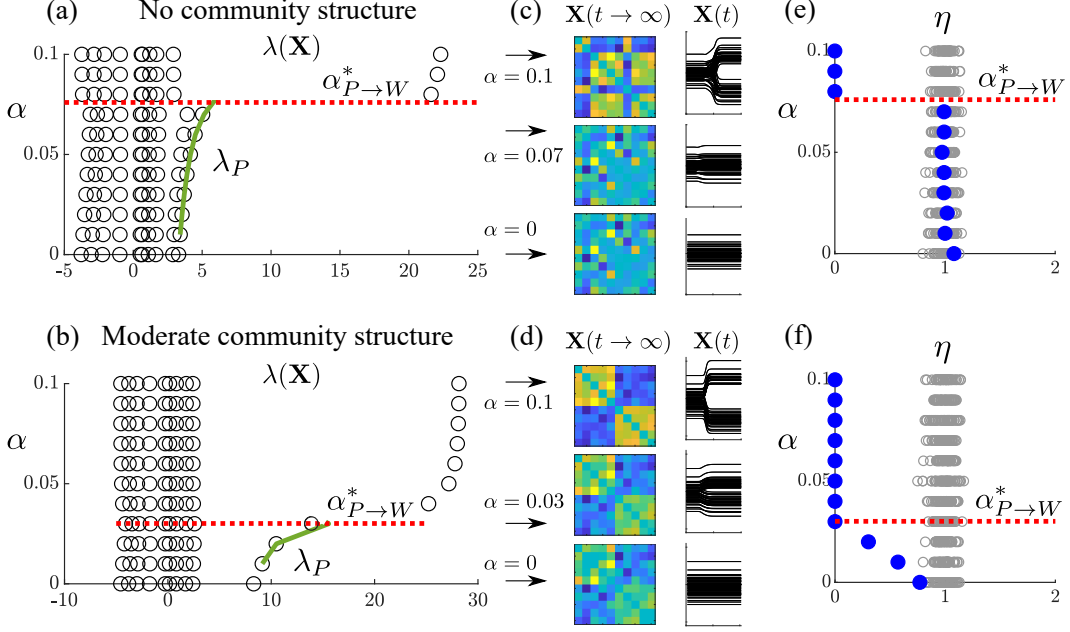 (a) No community structure
λ(X)
0.1
α*P→W
α
0.05
λP
0
-5 0 5 10 15 20 25
(c) X(t → ∞) X(t)
α = 0.1
α = 0.07
α = 0
(e) η
0.1
α*P→W
α
0.05
0
0 1 2
(b) Moderate community structure
λ(X)
0.1
α
0.05
α*P→W
λP
0
-10 0 10 20 30
(d) X(t → ∞) X(t)
α = 0.1
α = 0.03
α = 0
(f) η
0.1
α
0.05
α*P→W
0
0 1 2